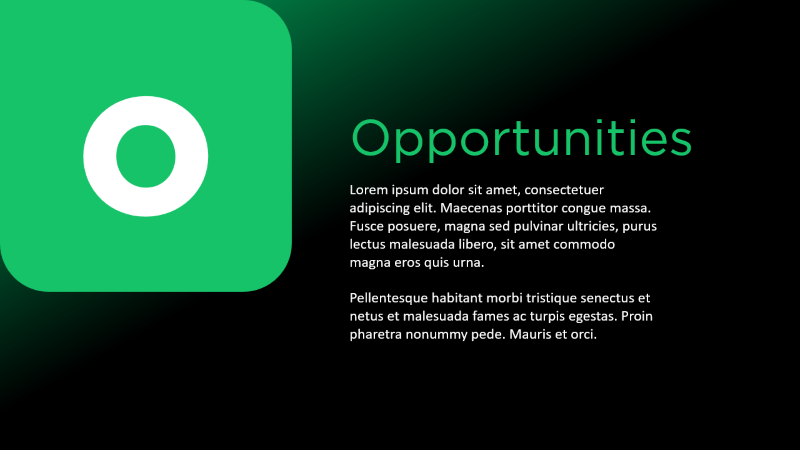 O
Opportunities
Lorem ipsum dolor sit amet, consectetuer
adipiscing elit. Maecenas porttitor congue massa.
Fusce posuere, magna sed pulvinar ultricies, purus
lectus malesuada libero, sit amet commodo
magna eros quis urna.
Pellentesque habitant morbi tristique senectus et
netus et malesuada fames ac turpis egestas. Proin
pharetra nonummy pede. Mauris et orci.